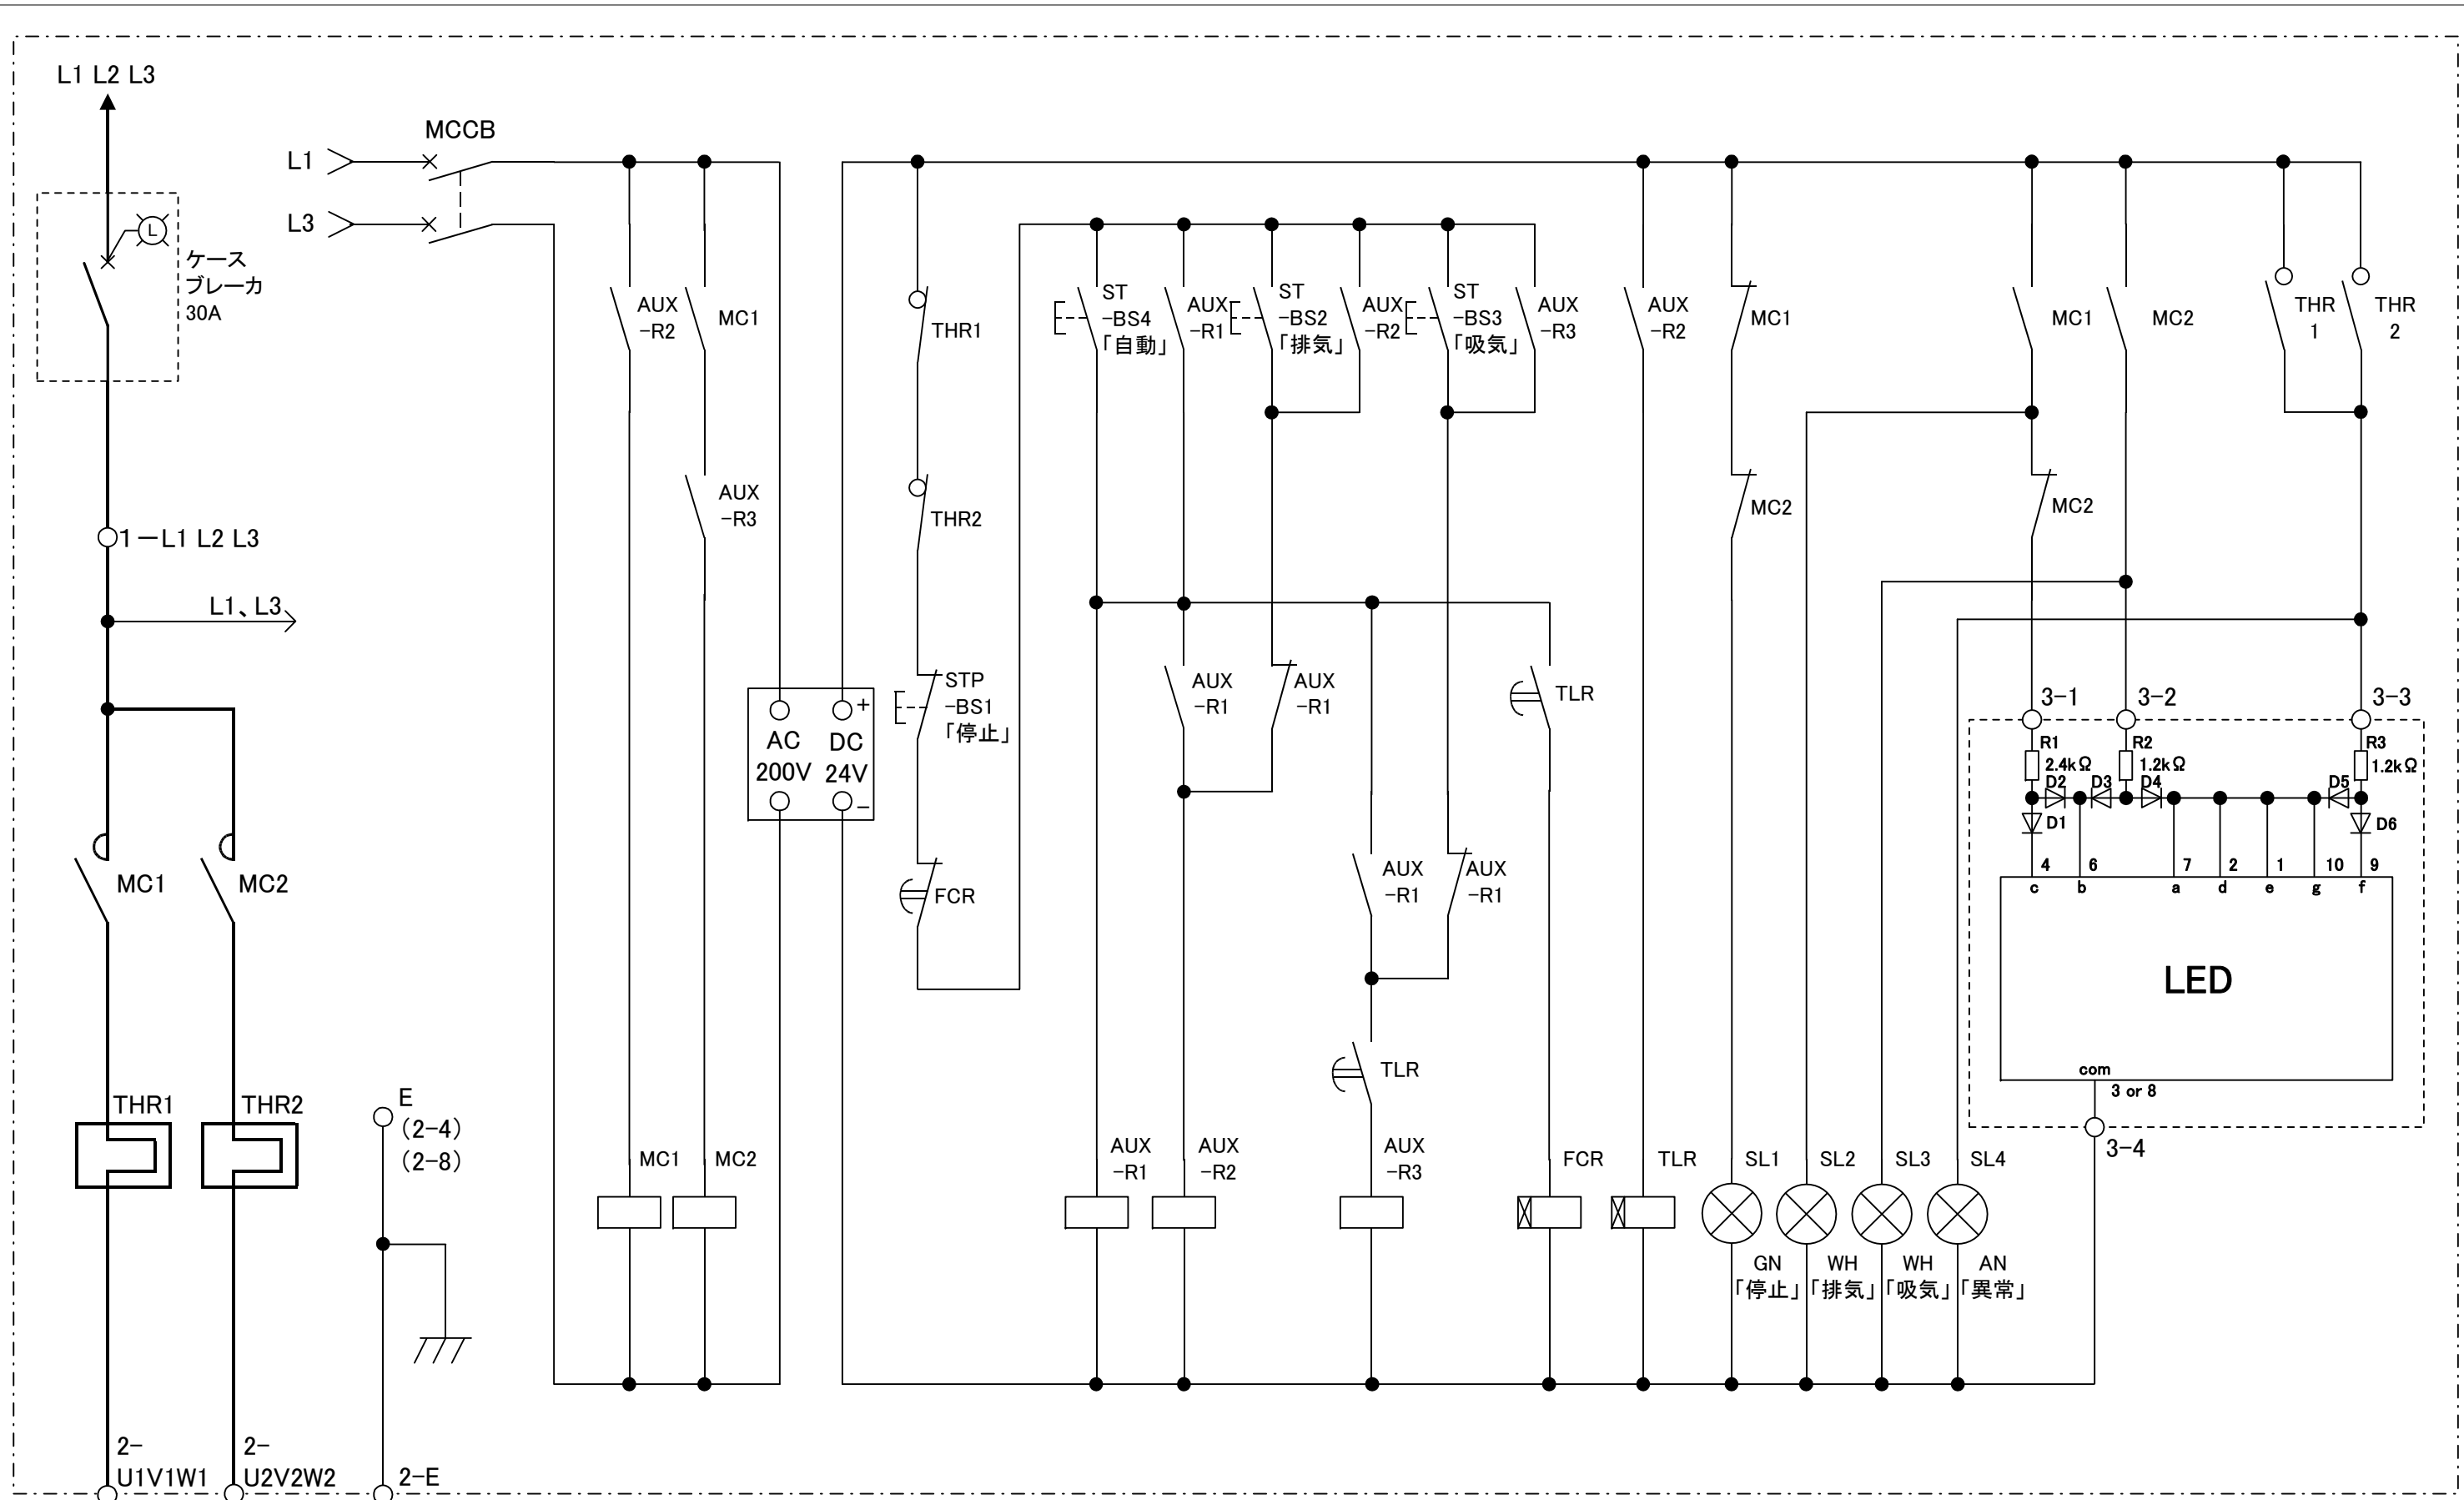 L1 L2 L3
ケース
ブレーカ
30A
L
1－L1 L2 L3
L1、L3
MC1
MC2
THR1
THR2
2-
U1V1W1
2-
U2V2W2
E
(2-4)
(2-8)
2-E
MCCB
L1
L3
AUX
-R2
MC1
AUX
-R3
MC1
MC2
AC
200V
DC
24V
+
-
THR1
THR2
STP
-BS1
「停止」
FCR
ST
-BS4
「自動」
AUX
-R1
ST
-BS2
「排気」
AUX
-R2
ST
-BS3
「吸気」
AUX
-R3
AUX
-R1
AUX
-R1
TLR
AUX
-R1
AUX
-R1
TLR
AUX
-R1
AUX
-R2
AUX
-R3
FCR
TLR
AUX
-R2
MC1
MC2
MC1
MC2
MC2
THR
1
THR
2
SL1
SL2
SL3
SL4
GN
「停止」
WH
「排気」
WH
「吸気」
AN
「異常」
3-1
3-2
3-3
R1
2.4kΩ
R2
1.2kΩ
R3
1.2kΩ
D2
D3
D4
D5
D1
D6
4
6
7
2
1
10
9
c
b
a
d
e
g
f
LED
com
3 or 8
3-4